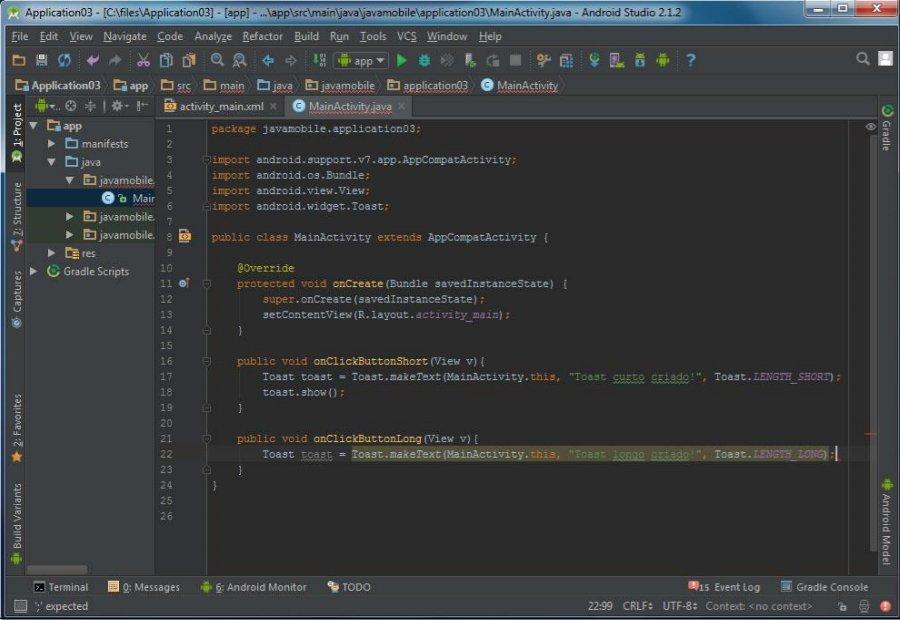 Application03 - [C:\files\Application03] - [app] - ...\app\src\main\java\javamobile\application03\MainActivity.java - Android Studio 2.1.2
File Edit View Navigate Code Analyze Refactor Build Run Tools VCS Window Help
app
Application03 app src main java javamobile application03 MainActivity
activity_main.xml MainActivity.java
1: Project
7: Structure
Captures
2: Favorites
Build Variants
app
manifests
java
javamobile.
Main
javamobile.
javamobile.
res
Gradle Scripts
1 package javamobile.application03;
2
3 import android.support.v7.app.AppCompatActivity;
4 import android.os.Bundle;
5 import android.view.View;
6 import android.widget.Toast;
7
8 public class MainActivity extends AppCompatActivity {
9
10 @Override
11 protected void onCreate(Bundle savedInstanceState) {
12 super.onCreate(savedInstanceState);
13 setContentView(R.layout.activity_main);
14 }
15
16 public void onClickButtonShort(View v){
17 Toast toast = Toast.makeText(MainActivity.this, "Toast curto criado!", Toast.LENGTH_SHORT);
18 toast.show();
19 }
20
21 public void onClickButtonLong(View v){
22 Toast toast = Toast.makeText(MainActivity.this, "Toast longo criado!", Toast.LENGTH_LONG);
23 }
24 }
25
26
Gradle
Android Model
Terminal 0: Messages 6: Android Monitor TODO 15 Event Log Gradle Console
';' expected 22:99 CRLF UTF-8 Context: <no context>